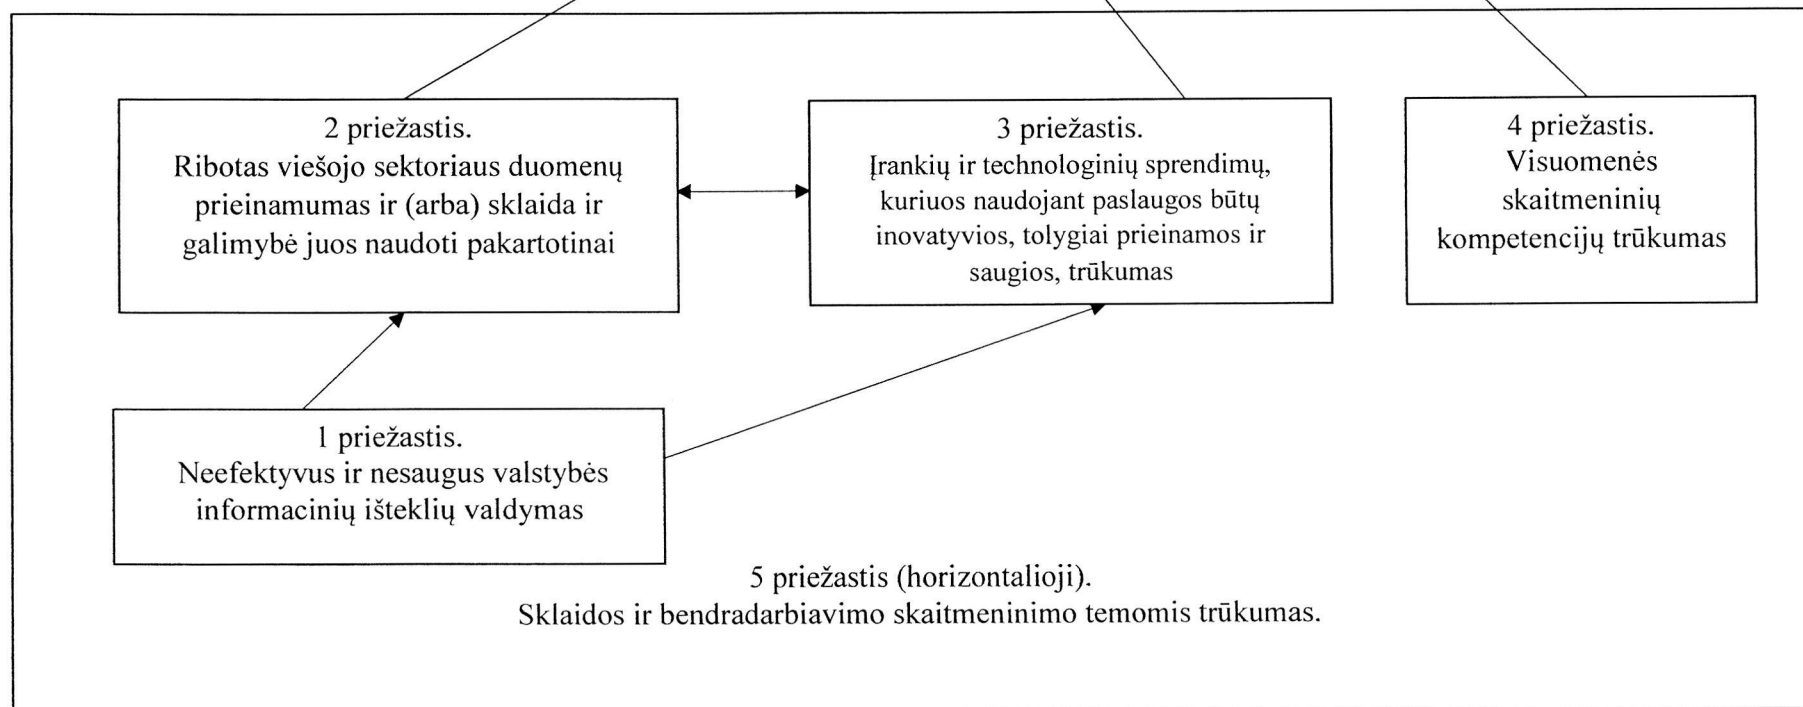 2 priežastis.
Ribotas viešojo sektoriaus duomenų
prieinamumas ir (arba) sklaida ir
galimybė juos naudoti pakartotinai
3 priežastis.
Įrankių ir technologinių sprendimų,
kuriuos naudojant paslaugos būtų
inovatyvios, tolygiai prieinamos ir
saugios, trūkumas
4 priežastis.
Visuomenės
skaitmeninių
kompetencijų trūkumas
1 priežastis.
Neefektyvus ir nesaugus valstybės
informacinių išteklių valdymas
5 priežastis (horizontalioji).
Sklaidos ir bendradarbiavimo skaitmeninimo temomis trūkumas.